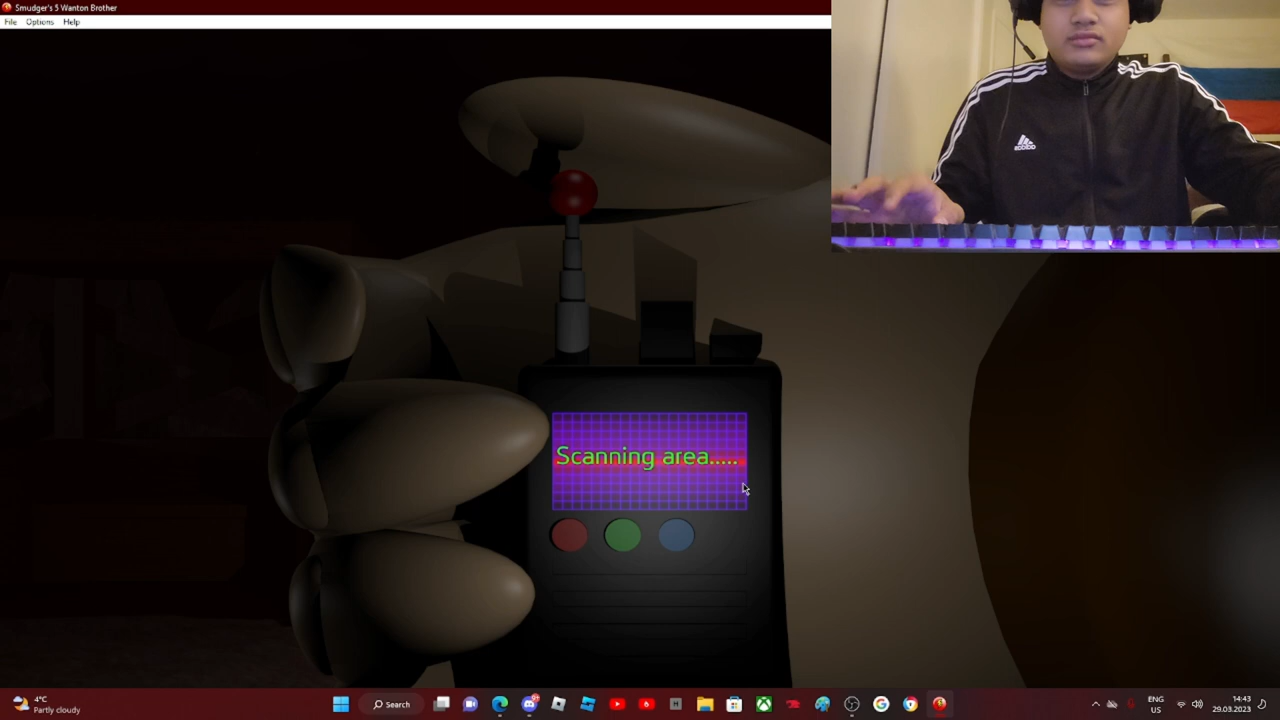 Smudger's 5 Wanton Brother
File Options Help
adidas
Scanning area.....
4°C
Partly cloudy
Search
ENG
US
14:43
29.03.2023